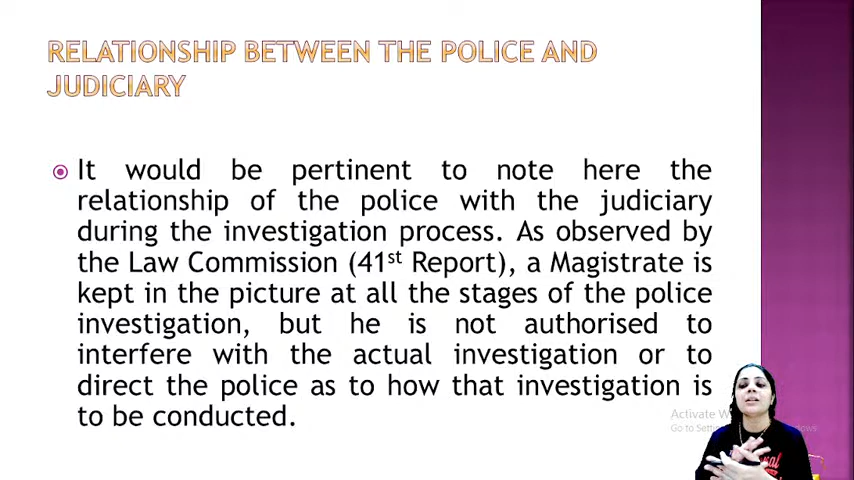 RELATIONSHIP BETWEEN THE POLICE AND
JUDICIARY
It would be pertinent to note here the
relationship of the police with the judiciary
during the investigation process. As observed by
the Law Commission (41st Report), a Magistrate is
kept in the picture at all the stages of the police
investigation, but he is not authorised to
interfere with the actual investigation or to
direct the police as to how that investigation is
to be conducted.
Activate W
Go to Setti